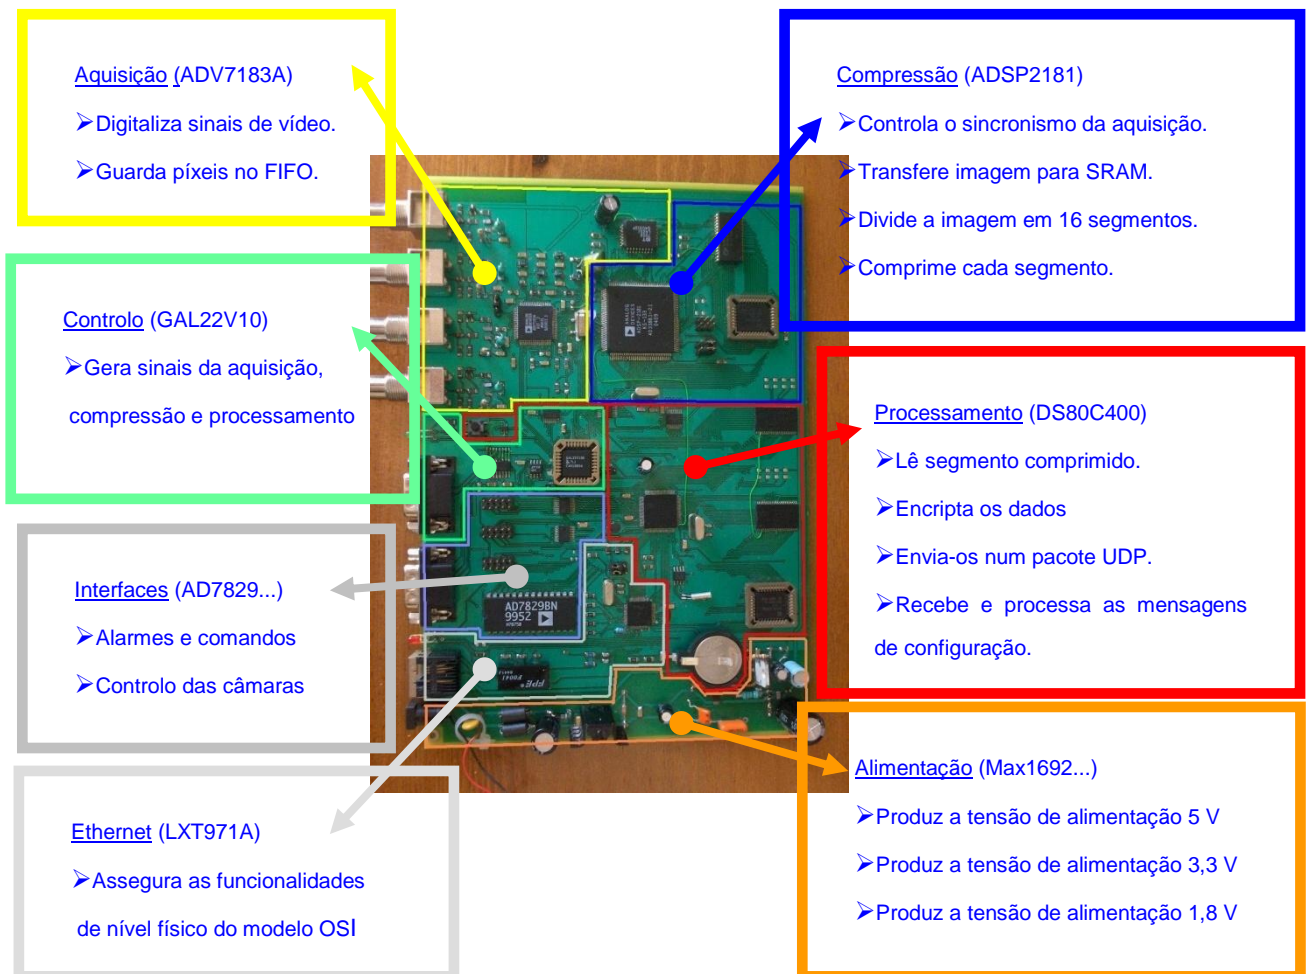 Aquisição (ADV7183A)
➢Digitaliza sinais de vídeo.
➢Guarda píxeis no FIFO.
Controlo (GAL22V10)
➢Gera sinais da aquisição,
compressão e processamento
Interfaces (AD7829...)
➢Alarmes e comandos
➢Controlo das câmaras
Ethernet (LXT971A)
➢Assegura as funcionalidades
de nível físico do modelo OSI
Compressão (ADSP2181)
➢Controla o sincronismo da aquisição.
➢Transfere imagem para SRAM.
➢Divide a imagem em 16 segmentos.
➢Comprime cada segmento.
Processamento (DS80C400)
➢Lê segmento comprimido.
➢Encripta os dados
➢Envia-os num pacote UDP.
➢Recebe e processa as mensagens
de configuração.
Alimentação (Max1692...)
➢Produz a tensão de alimentação 5 V
➢Produz a tensão de alimentação 3,3 V
➢Produz a tensão de alimentação 1,8 V
AD7829BN
9952